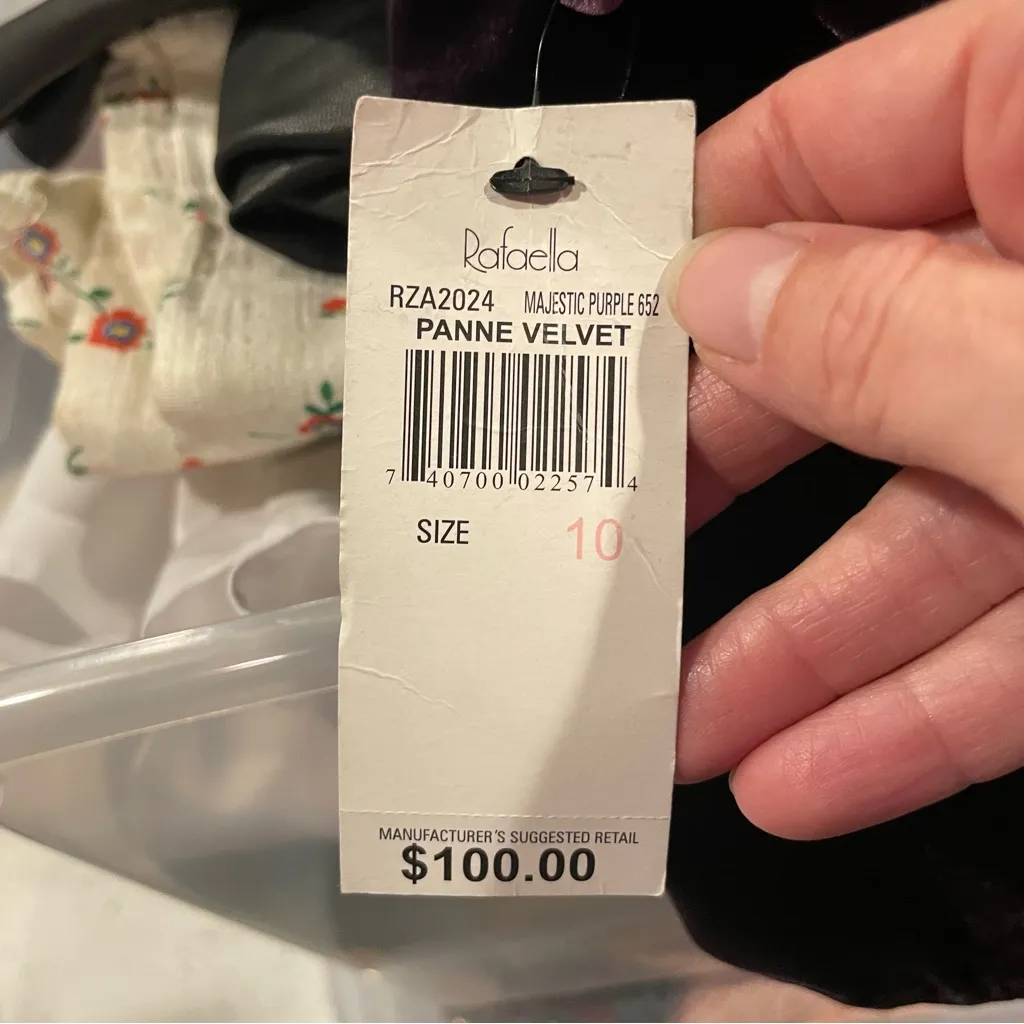 Rafaella
RZA2024 MAJESTIC PURPLE 652
PANNE VELVET
7 40700 02257 4
SIZE 10
MANUFACTURER'S SUGGESTED RETAIL
$100.00